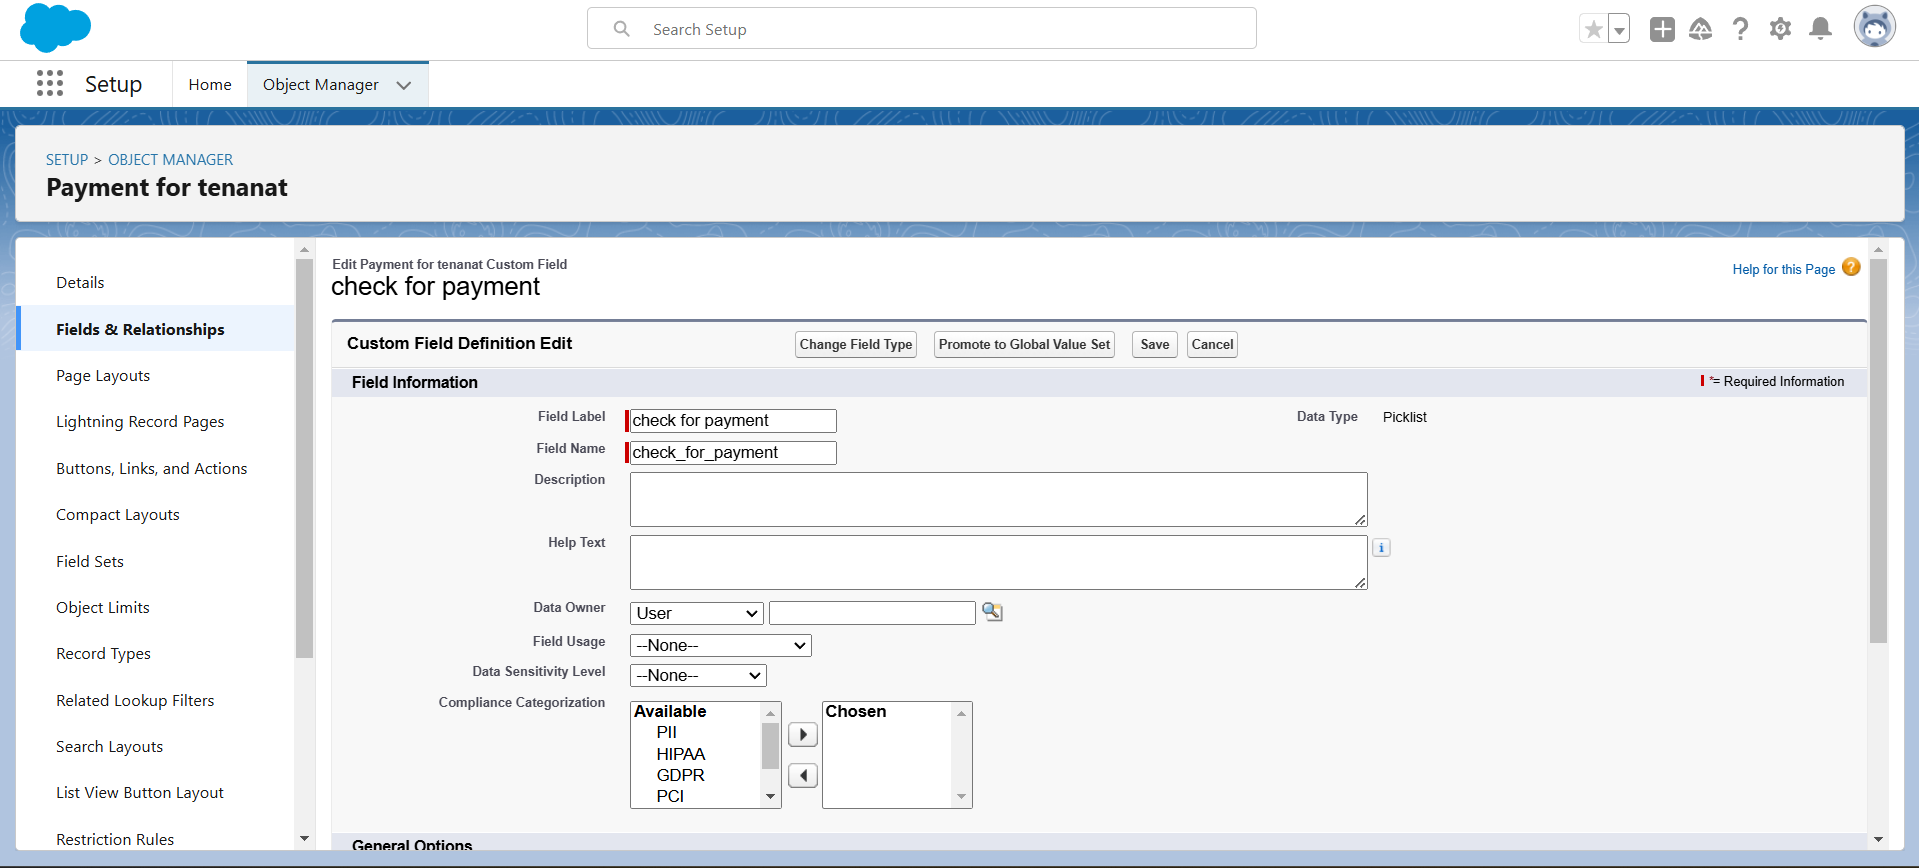 Search Setup
Setup
Home
Object Manager
SETUP > OBJECT MANAGER
Payment for tenanat
Details
Fields & Relationships
Page Layouts
Lightning Record Pages
Buttons, Links, and Actions
Compact Layouts
Field Sets
Object Limits
Record Types
Related Lookup Filters
Search Layouts
List View Button Layout
Restriction Rules
Edit Payment for tenanat Custom Field
check for payment
Help for this Page ?
Custom Field Definition Edit
Change Field Type
Promote to Global Value Set
Save
Cancel
Field Information
*= Required Information
Field Label check for payment
Data Type Picklist
Field Name check_for_payment
Description
Help Text
i
Data Owner User
Field Usage --None--
Data Sensitivity Level --None--
Compliance Categorization
Available
PII
HIPAA
GDPR
PCI
Chosen
General Options